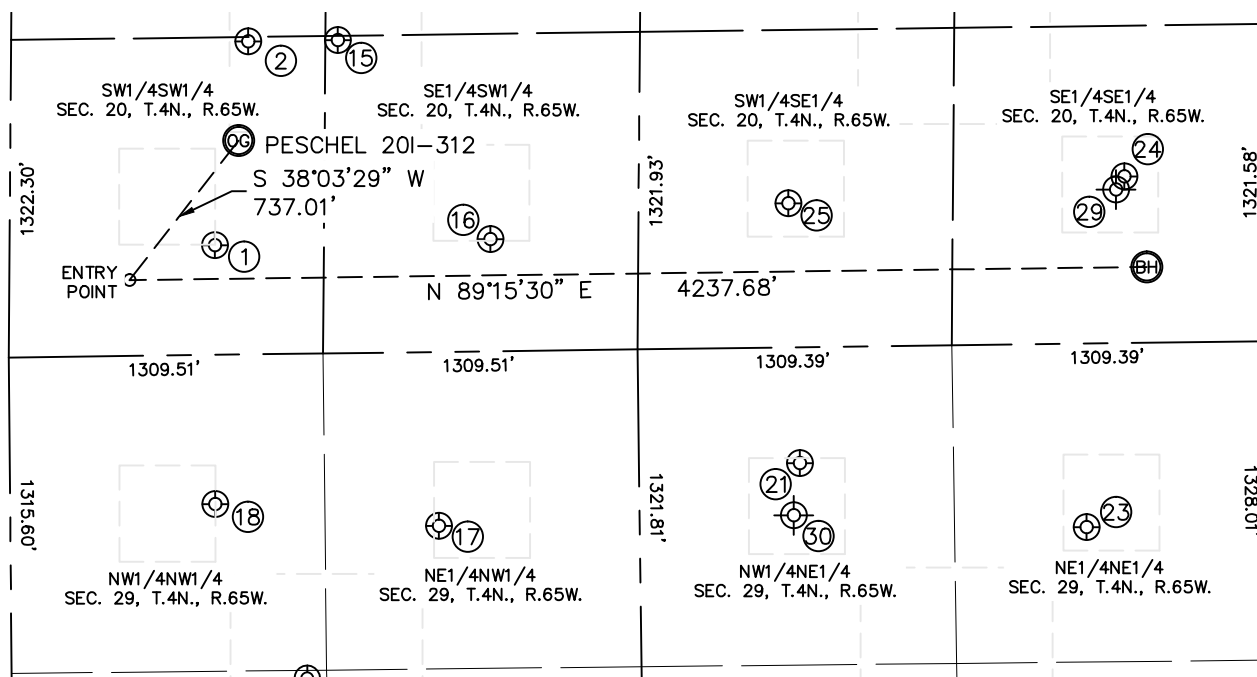 2
15
SW1/4SW1/4
SEC. 20, T.4N., R.65W.
SE1/4SW1/4
SEC. 20, T.4N., R.65W.
SW1/4SE1/4
SEC. 20, T.4N., R.65W.
SE1/4SE1/4
SEC. 20, T.4N., R.65W.
OG
PESCHEL 20I-312
S 38°03'29" W
737.01'
24
1322.30'
1321.93'
1321.58'
16
25
29
1
ENTRY
POINT
BH
N 89°15'30" E
4237.68'
1309.51'
1309.51'
1309.39'
1309.39'
21
1315.60'
1321.81'
1328.01'
18
17
30
23
NW1/4NW1/4
SEC. 29, T.4N., R.65W.
NE1/4NW1/4
SEC. 29, T.4N., R.65W.
NW1/4NE1/4
SEC. 29, T.4N., R.65W.
NE1/4NE1/4
SEC. 29, T.4N., R.65W.